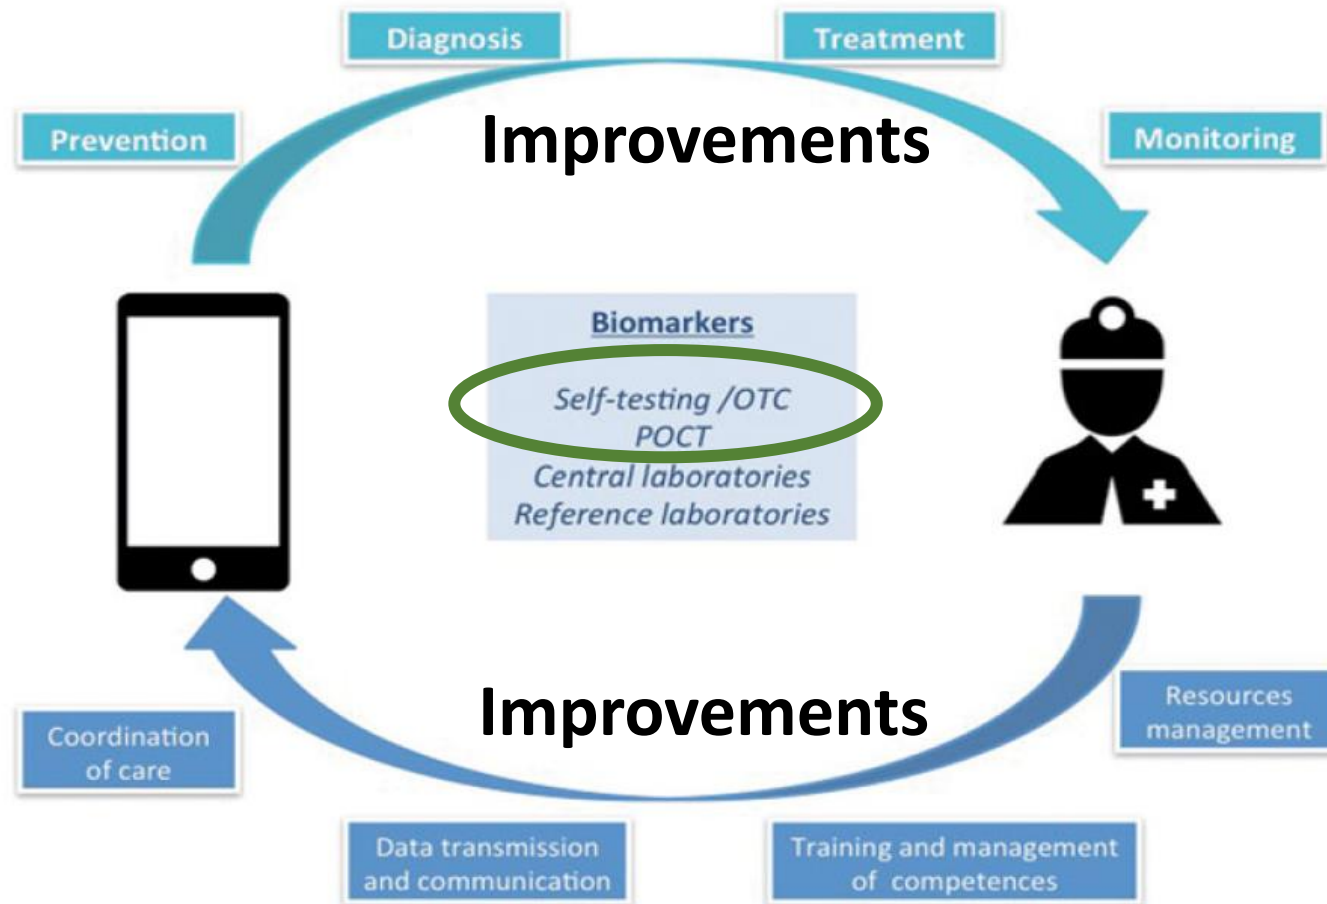 Diagnosis
Treatment
Prevention
Improvements
Monitoring
Biomarkers
Self-testing /OTC
POCT
Central laboratories
Reference laboratories
Improvements
Resources
management
Coordination
of care
Data transmission
and communication
Training and management
of competences